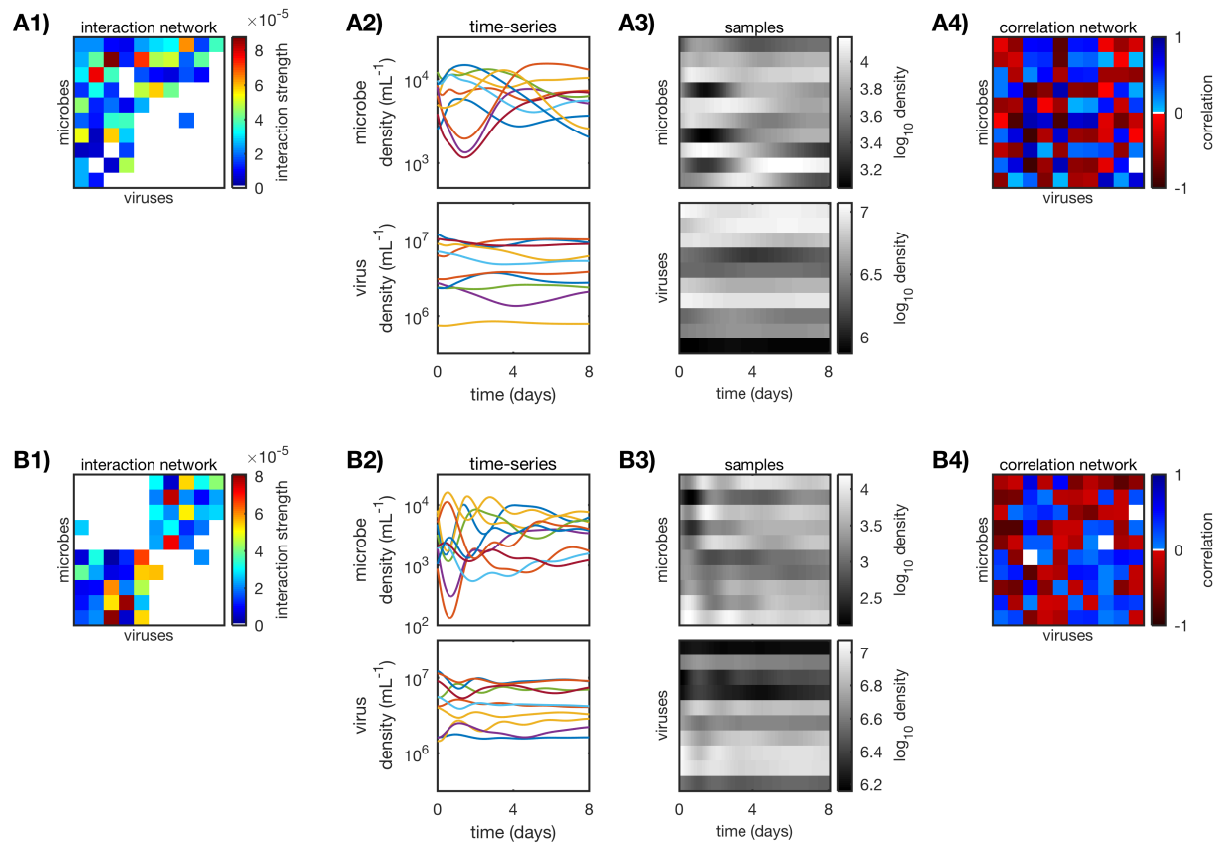 A1)
interaction network
×10⁻⁵
8
6
4
2
0
interaction strength
microbes
viruses
A2)
time-series
microbe
density (mL⁻¹)
10⁴
10³
virus
density (mL⁻¹)
10⁷
10⁶
0
4
8
time (days)
A3)
samples
microbes
4
3.8
3.6
3.4
3.2
log₁₀ density
viruses
7
6.5
6
log₁₀ density
0
4
8
time (days)
A4)
correlation network
microbes
viruses
1
0
-1
correlation
B1)
interaction network
×10⁻⁵
8
6
4
2
0
interaction strength
microbes
viruses
B2)
time-series
microbe
density (mL⁻¹)
10⁴
10³
10²
virus
density (mL⁻¹)
10⁷
10⁶
0
4
8
time (days)
B3)
samples
microbes
4
3.5
3
2.5
log₁₀ density
viruses
7
6.8
6.6
6.4
6.2
log₁₀ density
0
4
8
time (days)
B4)
correlation network
microbes
viruses
1
0
-1
correlation